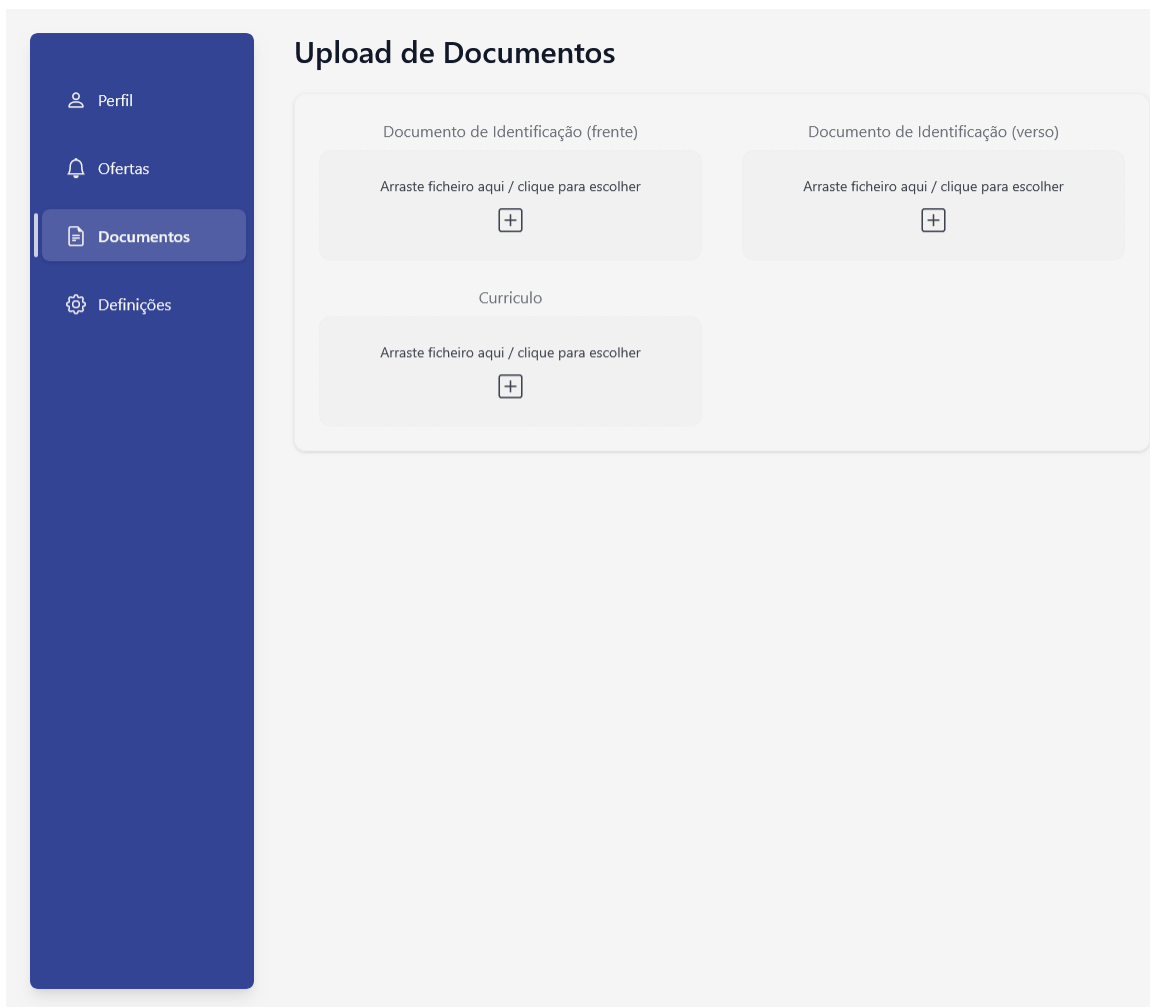 Perfil
Ofertas
Documentos
Definições
Upload de Documentos
Documento de Identificação (frente)
Arraste ficheiro aqui / clique para escolher
Documento de Identificação (verso)
Arraste ficheiro aqui / clique para escolher
Curriculo
Arraste ficheiro aqui / clique para escolher